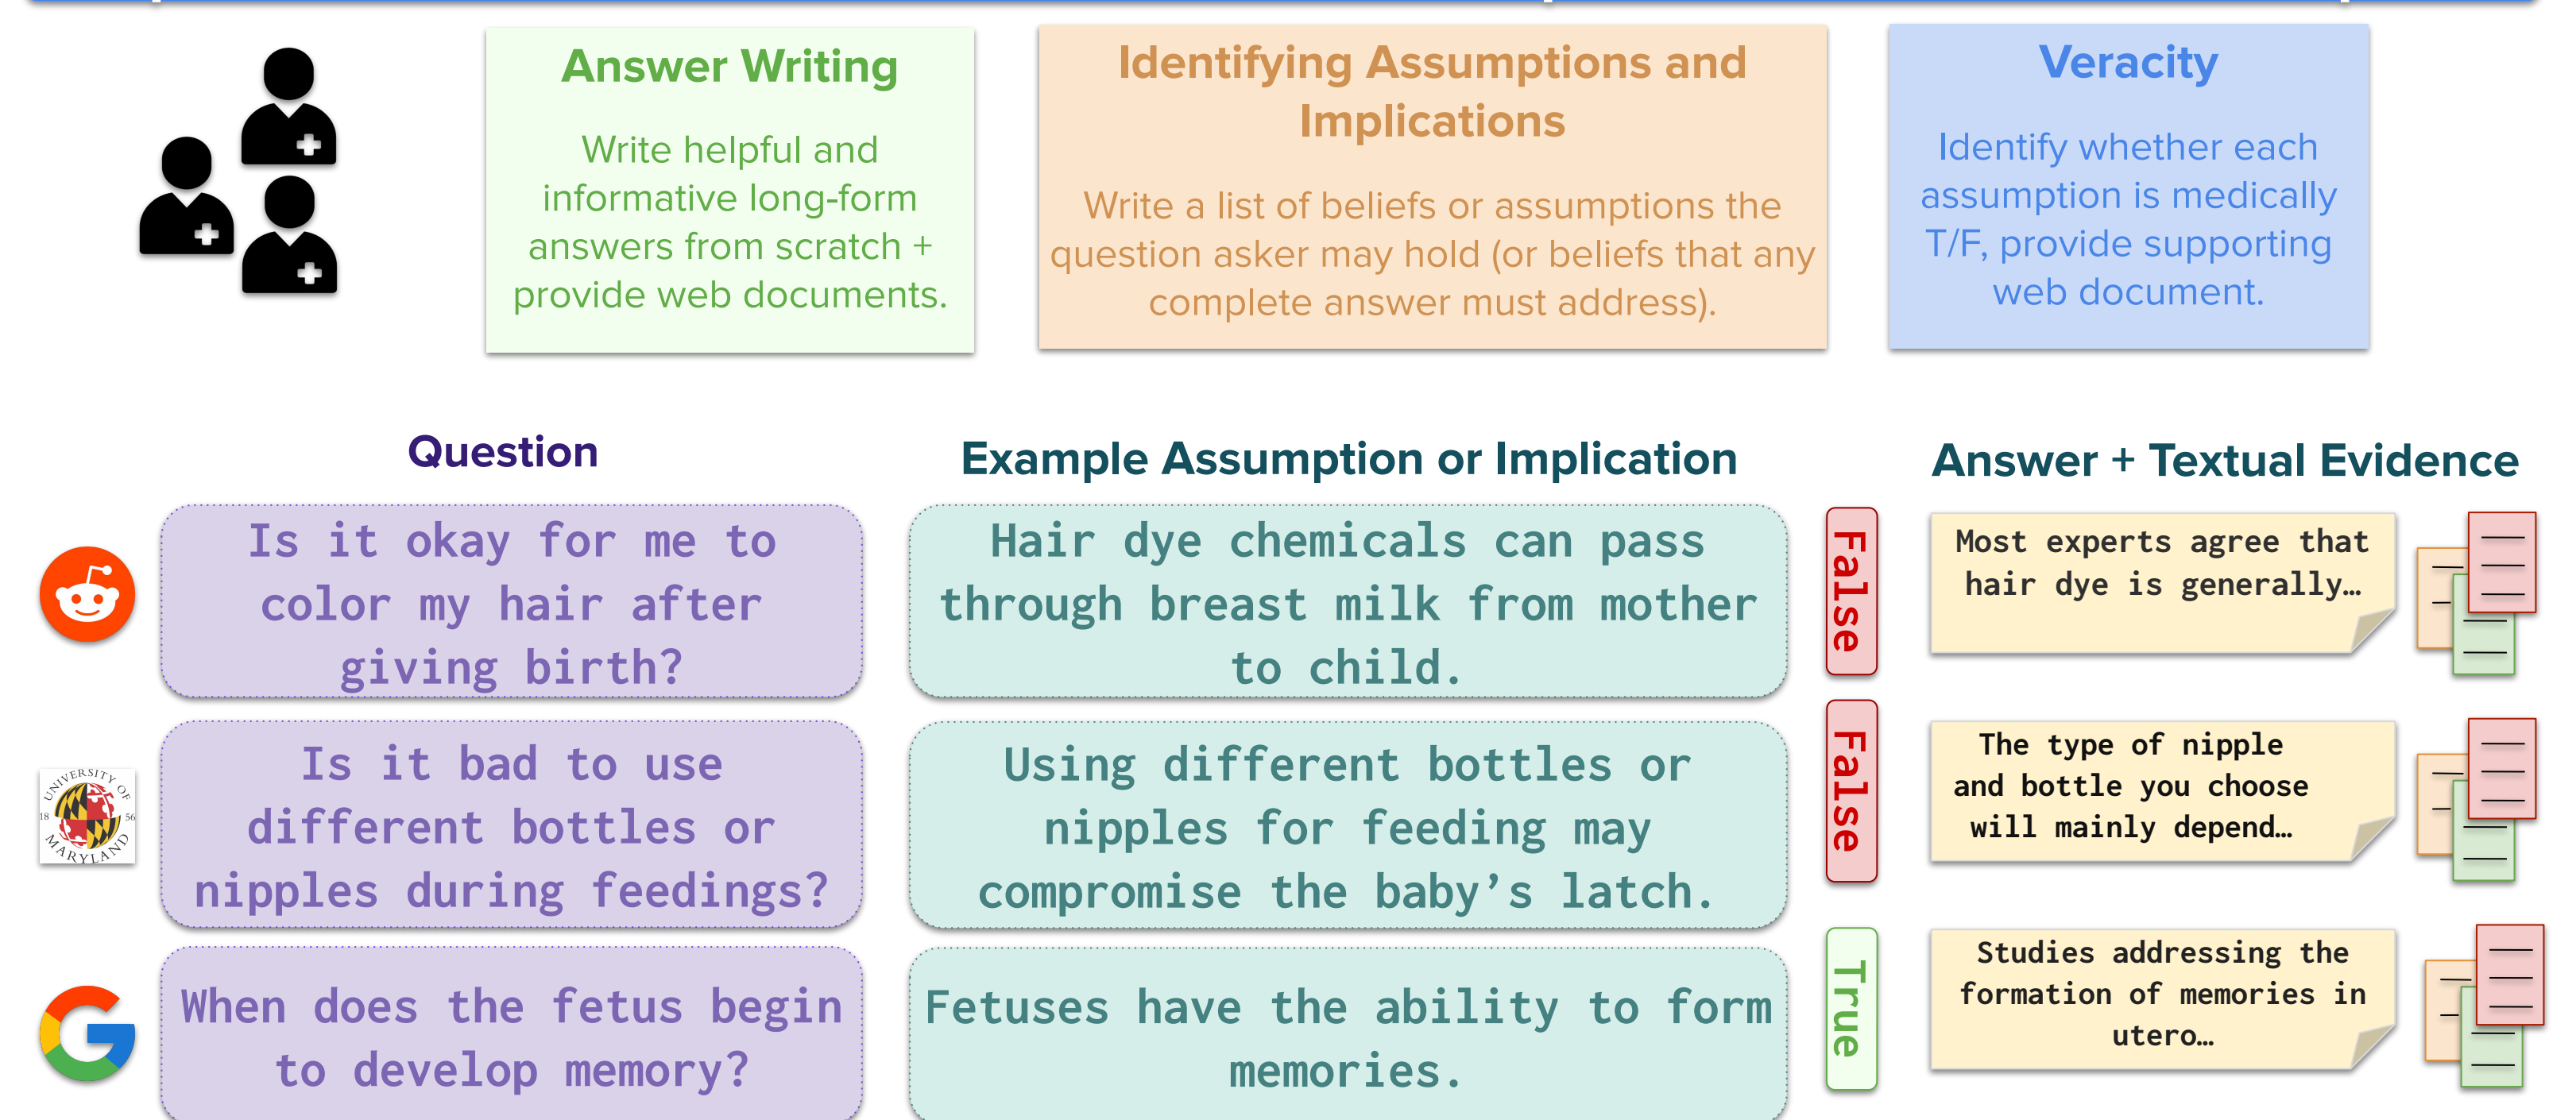 Answer Writing
Write helpful and
informative long-form
answers from scratch +
provide web documents.
Identifying Assumptions and
Implications
Write a list of beliefs or assumptions the
question asker may hold (or beliefs that any
complete answer must address).
Veracity
Identify whether each
assumption is medically
T/F, provide supporting
web document.
Question
Example Assumption or Implication
Answer + Textual Evidence
Is it okay for me to
color my hair after
giving birth?
Hair dye chemicals can pass
through breast milk from mother
to child.
False
Most experts agree that
hair dye is generally…
UNIVERSITY OF
18 56
MARYLAND
Is it bad to use
different bottles or
nipples during feedings?
Using different bottles or
nipples for feeding may
compromise the baby’s latch.
False
The type of nipple
and bottle you choose
will mainly depend…
When does the fetus begin
to develop memory?
Fetuses have the ability to form
memories.
True
Studies addressing the
formation of memories in
utero…